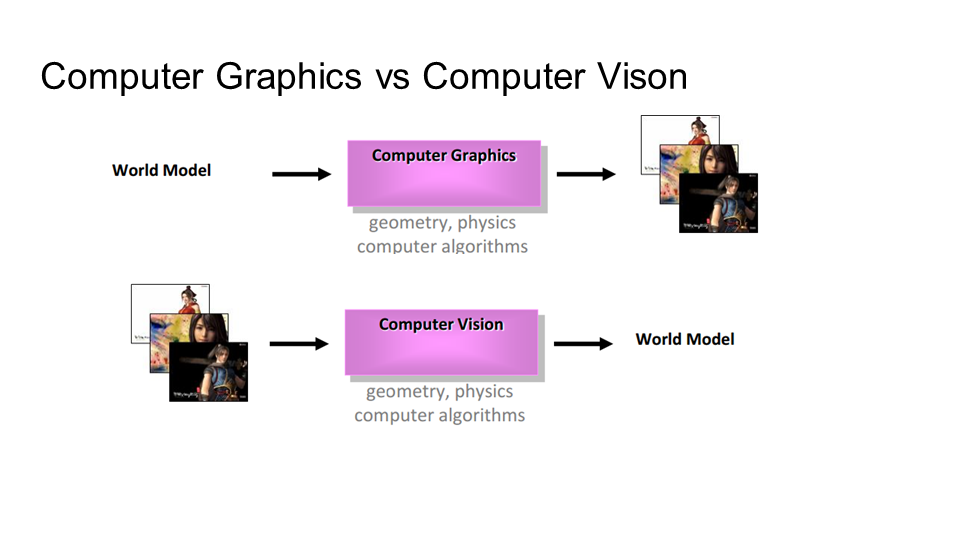 Computer Graphics vs Computer Vison
World Model
Computer Graphics
geometry, physics
computer algorithms
Computer Vision
World Model
geometry, physics
computer algorithms